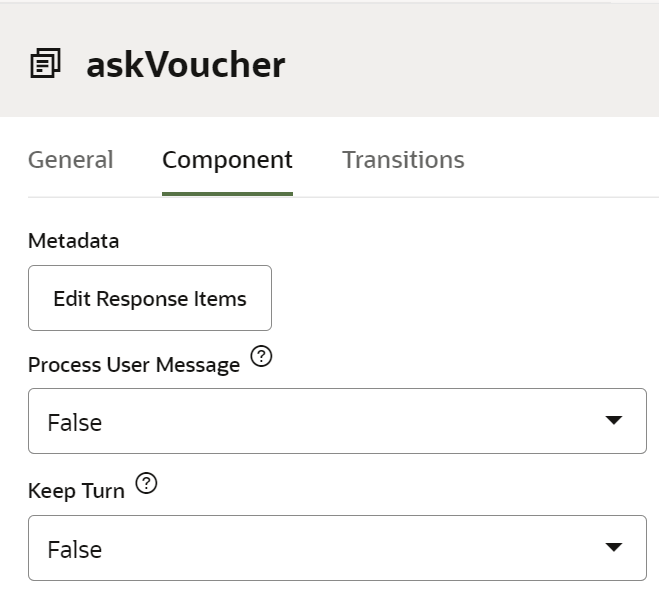 askVoucher
General Component Transitions
Metadata
Edit Response Items
Process User Message ?
False
Keep Turn ?
False